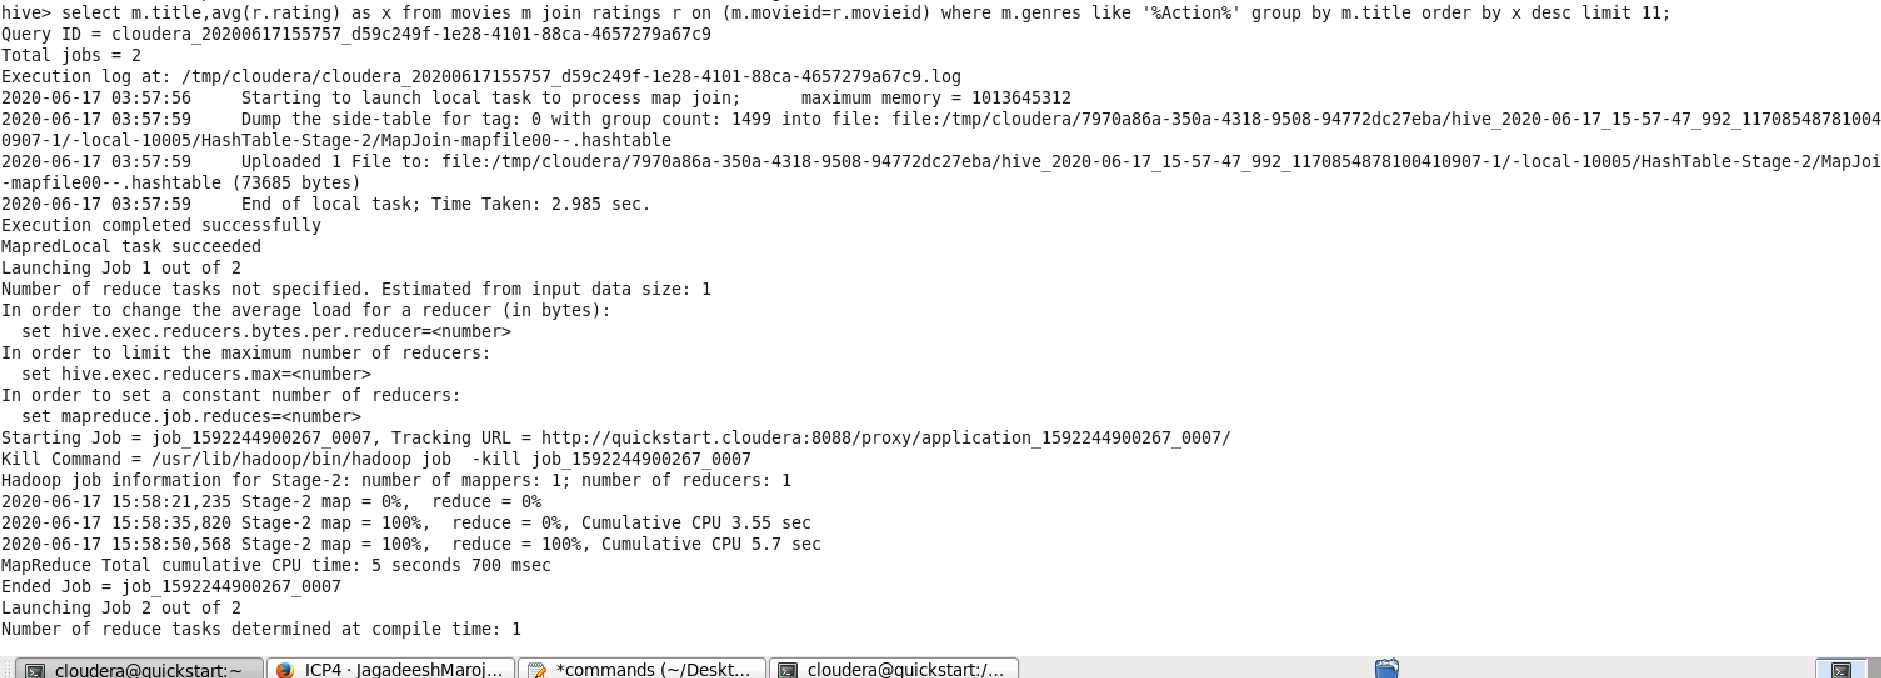 hive> select m.title,avg(r.rating) as x from movies m join ratings r on (m.movieid=r.movieid) where m.genres like '%Action%' group by m.title order by x desc limit 11;
Query ID = cloudera_20200617155757_d59c249f-1e28-4101-88ca-4657279a67c9
Total jobs = 2
Execution log at: /tmp/cloudera/cloudera_20200617155757_d59c249f-1e28-4101-88ca-4657279a67c9.log
2020-06-17 03:57:56     Starting to launch local task to process map join;      maximum memory = 1013645312
2020-06-17 03:57:59     Dump the side-table for tag: 0 with group count: 1499 into file: file:/tmp/cloudera/7970a86a-350a-4318-9508-94772dc27eba/hive_2020-06-17_15-57-47_992_11708548781004
0907-1/-local-10005/HashTable-Stage-2/MapJoin-mapfile00--.hashtable
2020-06-17 03:57:59     Uploaded 1 File to: file:/tmp/cloudera/7970a86a-350a-4318-9508-94772dc27eba/hive_2020-06-17_15-57-47_992_1170854878100410907-1/-local-10005/HashTable-Stage-2/MapJoi
-mapfile00--.hashtable (73685 bytes)
2020-06-17 03:57:59     End of local task; Time Taken: 2.985 sec.
Execution completed successfully
MapredLocal task succeeded
Launching Job 1 out of 2
Number of reduce tasks not specified. Estimated from input data size: 1
In order to change the average load for a reducer (in bytes):
  set hive.exec.reducers.bytes.per.reducer=<number>
In order to limit the maximum number of reducers:
  set hive.exec.reducers.max=<number>
In order to set a constant number of reducers:
  set mapreduce.job.reduces=<number>
Starting Job = job_1592244900267_0007, Tracking URL = http://quickstart.cloudera:8088/proxy/application_1592244900267_0007/
Kill Command = /usr/lib/hadoop/bin/hadoop job  -kill job_1592244900267_0007
Hadoop job information for Stage-2: number of mappers: 1; number of reducers: 1
2020-06-17 15:58:21,235 Stage-2 map = 0%,  reduce = 0%
2020-06-17 15:58:35,820 Stage-2 map = 100%,  reduce = 0%, Cumulative CPU 3.55 sec
2020-06-17 15:58:50,568 Stage-2 map = 100%,  reduce = 100%, Cumulative CPU 5.7 sec
MapReduce Total cumulative CPU time: 5 seconds 700 msec
Ended Job = job_1592244900267_0007
Launching Job 2 out of 2
Number of reduce tasks determined at compile time: 1
cloudera@quickstart:~ ICP4 · JagadeeshMaroj... *commands (~/Deskt... cloudera@quickstart:/...